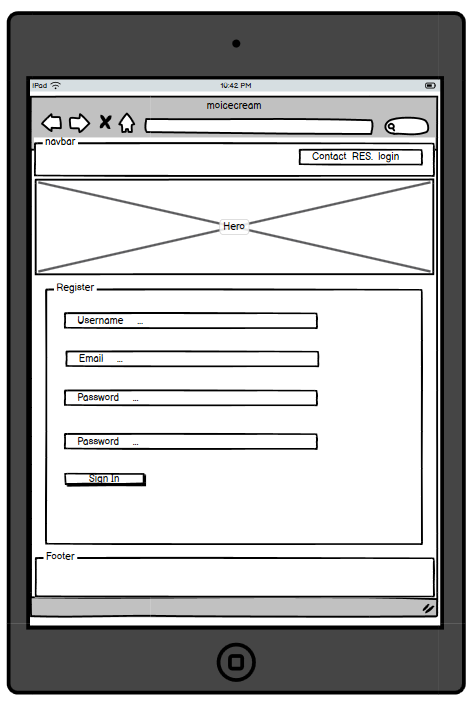 iPad 10:42 PM
moicecream
navbar
Contact RES. login
Hero
Register
Username ...
Email ...
Password ...
Password ...
Sign In
Footer